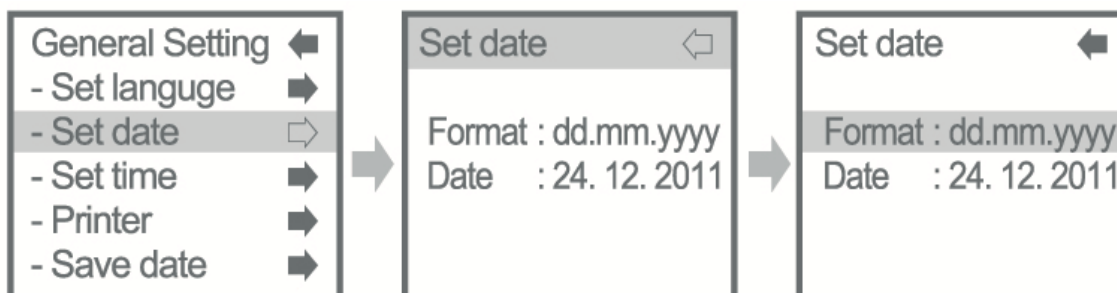 General Setting
- Set languge
- Set date
- Set time
- Printer
- Save date
Set date
Format : dd.mm.yyyy
Date : 24. 12. 2011
Set date
Format : dd.mm.yyyy
Date : 24. 12. 2011